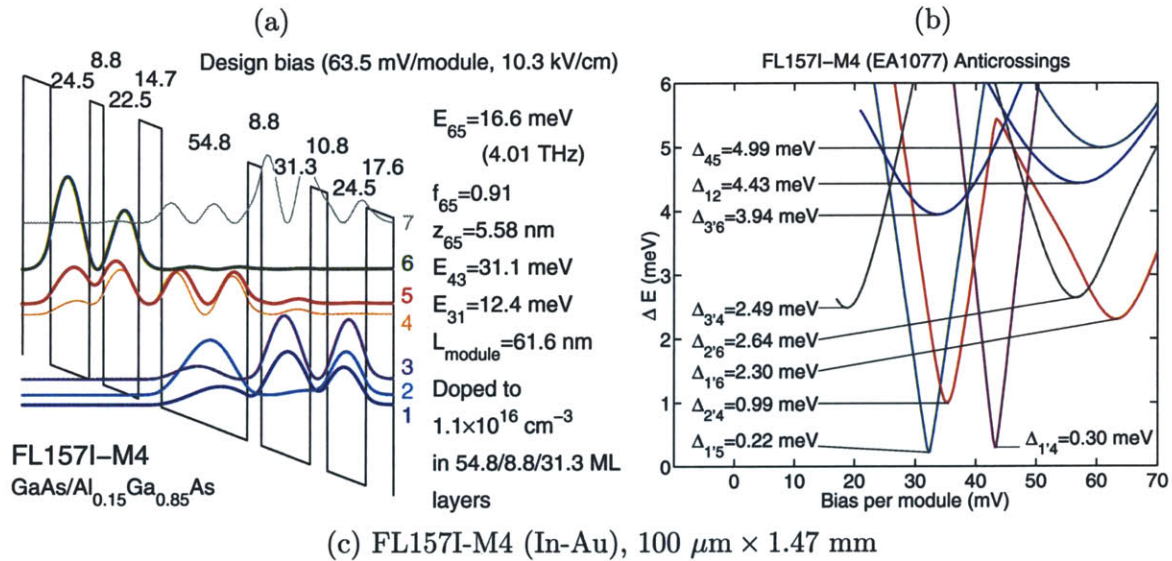 (a)
(b)
8.8
24.5
14.7
22.5
Design bias (63.5 mV/module, 10.3 kV/cm)
54.8
8.8
31.3
10.8
24.5
17.6
E₆₅=16.6 meV
(4.01 THz)
f₆₅=0.91
z₆₅=5.58 nm
E₄₃=31.1 meV
E₃₁=12.4 meV
L_module=61.6 nm
Doped to
1.1×10¹⁶ cm⁻³
in 54.8/8.8/31.3 ML
layers
7
6
5
4
3
2
1
FL157I–M4
GaAs/Al₀.₁₅Ga₀.₈₅As
FL157I–M4 (EA1077) Anticrossings
Δ E (meV)
6
5
4
3
2
1
0
Δ₄₅=4.99 meV
Δ₁₂=4.43 meV
Δ₃'₆=3.94 meV
Δ₃'₄=2.49 meV
Δ₂'₆=2.64 meV
Δ₁'₆=2.30 meV
Δ₂'₄=0.99 meV
Δ₁'₅=0.22 meV
Δ₁'₄=0.30 meV
0 10 20 30 40 50 60 70
Bias per module (mV)
(c) FL157I-M4 (In-Au), 100 μm × 1.47 mm